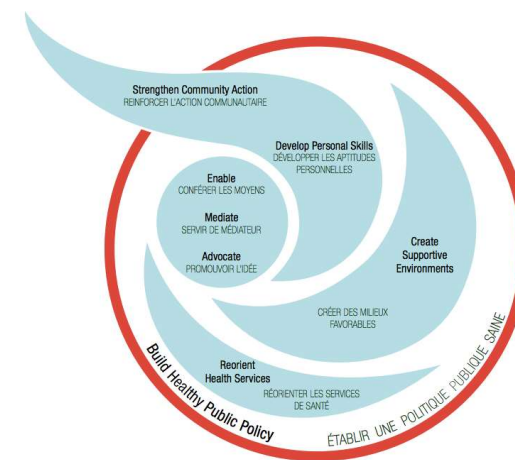 Strengthen Community Action
RENFORCER L'ACTION COMMUNAUTAIRE
Develop Personal Skills
DÉVELOPPER LES APTITUDES
PERSONNELLES
Enable
CONFÉRER LES MOYENS
Mediate
SERVIR DE MÉDIATEUR
Advocate
PROMOUVOIR L'IDÉE
Create
Supportive
Environments
CRÉER DES MILIEUX
FAVORABLES
Reorient
Health Services
RÉORIENTER LES SERVICES
DE SANTÉ
Build Healthy Public Policy
ÉTABLIR UNE POLITIQUE PUBLIQUE SAINE